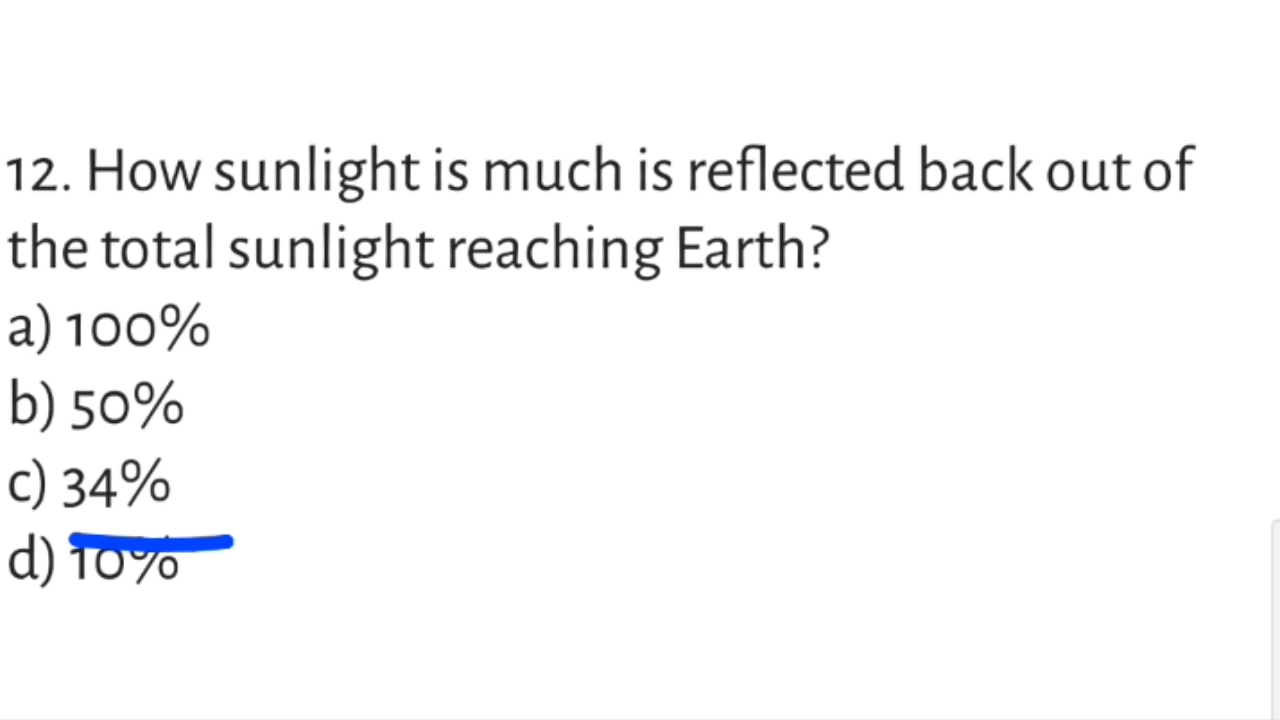 12. How sunlight is much is reflected back out of
the total sunlight reaching Earth?
a) 100%
b) 50%
c) 34%
d) 10%